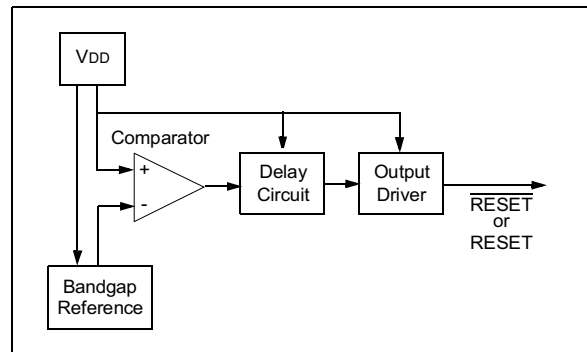 VDD
Comparator
+
-
Delay
Circuit
Output
Driver
RESET
or
RESET
Bandgap
Reference